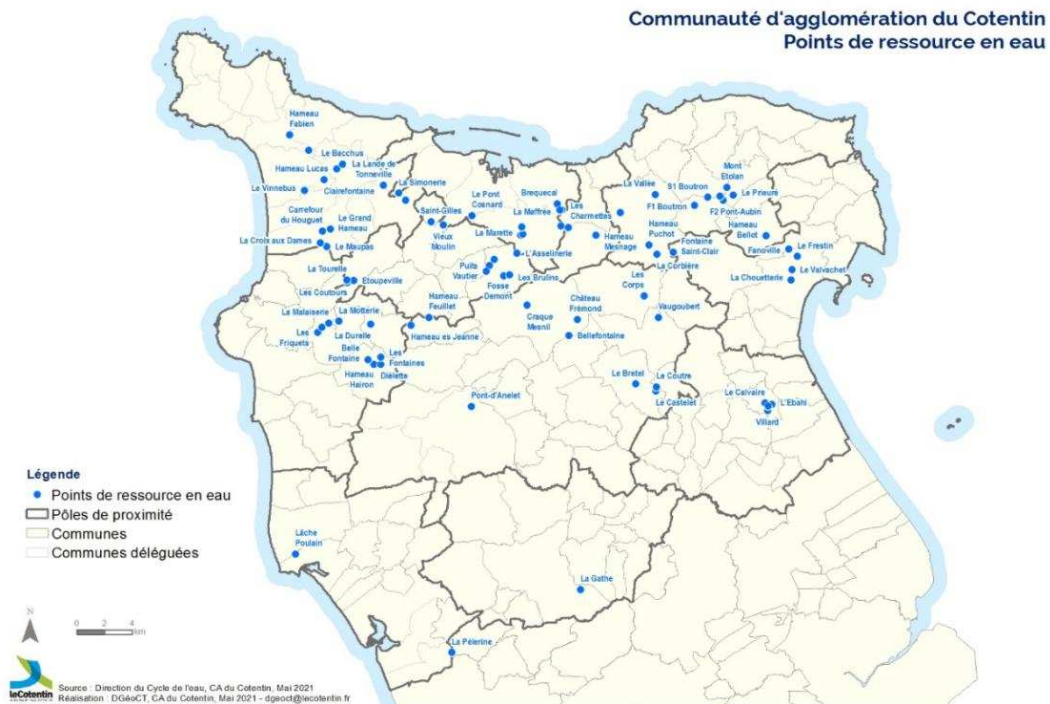 Communauté d'agglomération du Cotentin
Points de ressource en eau
Hameau
Fabien
Le Bacchus
La Lande de
Tonneville
Hameau Lucas
Clairefontaine
Le Vinnebus
La Simonerie
Carrefour
du Houguet
Le Grand
Hameau
La Croix aux Dames
Le Maupas
Saint-Gilles
Vieux
Moulin
Le Pont
Cosnard
Brequecal
La Meffrée
Les
Charmettes
La Marette
L'Asselinerie
Hameau
Mesnage
La Vallée
S1 Boutron
F1 Boutron
Mont
Etolan
Le Prieuré
F2 Pont-Aubin
Hameau
Puchot
Fontaine
Saint-Clair
La Corbière
Hameau
Bellot
Fanoville
Le Frestin
La Chouetterie
Le Valvachet
La Tourelle
Etoupeville
Les Coutours
Puits
Vautier
Fosse
Demont
Les Brulins
Les
Corps
Vaugoubert
Hameau
Feuillet
Craque
Mesnil
Château
Frémond
Bellefontaine
La Malaiserie
La Motterie
Les
Friquets
La Durelle
Hameau es Jeanne
Belle
Fontaine
Les
Fontaines
Hameau
Hairon
Diélette
Le Bretel
Le Coutre
Le Castelet
Le Calvaire
L'Ebahi
Villard
Pont-d'Anelet
Lâche
Poulain
La Gathe
La Pélerine
Légende
Points de ressource en eau
Pôles de proximité
Communes
Communes déléguées
N
0 2 4
km
leCotentin
Source : Direction du Cycle de l'eau, CA du Cotentin, Mai 2021
Réalisation : DGéoCT, CA du Cotentin, Mai 2021 - dgeoct@lecotentin.fr